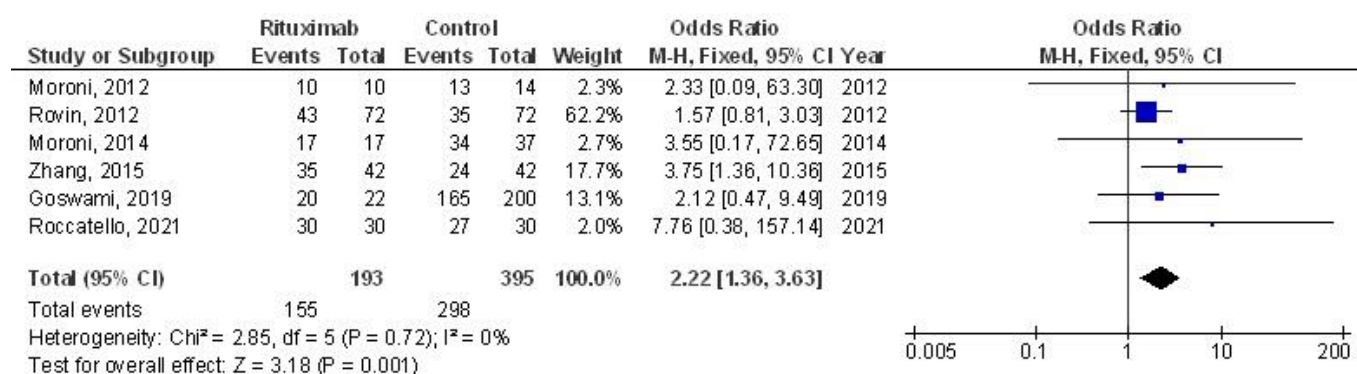 Rituximab Control Odds Ratio Odds Ratio
Study or Subgroup Events Total Events Total Weight M-H, Fixed, 95% CI Year M-H, Fixed, 95% CI
Moroni, 2012 10 10 13 14 2.3% 2.33 [0.09, 63.30] 2012
Rovin, 2012 43 72 35 72 62.2% 1.57 [0.81, 3.03] 2012
Moroni, 2014 17 17 34 37 2.7% 3.55 [0.17, 72.65] 2014
Zhang, 2015 35 42 24 42 17.7% 3.75 [1.36, 10.36] 2015
Goswami, 2019 20 22 165 200 13.1% 2.12 [0.47, 9.49] 2019
Roccatello, 2021 30 30 27 30 2.0% 7.76 [0.38, 157.14] 2021
Total (95% CI) 193 395 100.0% 2.22 [1.36, 3.63]
Total events 155 298
Heterogeneity: Chi² = 2.85, df = 5 (P = 0.72); I² = 0%
Test for overall effect: Z = 3.18 (P = 0.001)
0.005 0.1 1 10 200